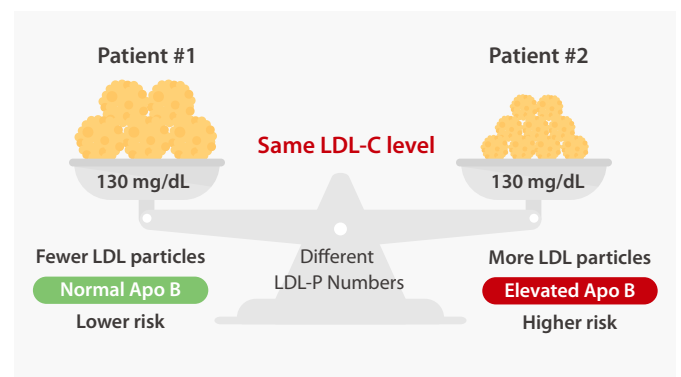 Patient #1
Patient #2
Same LDL-C level
130 mg/dL
130 mg/dL
Fewer LDL particles
Normal Apo B
Lower risk
Different
LDL-P Numbers
More LDL particles
Elevated Apo B
Higher risk